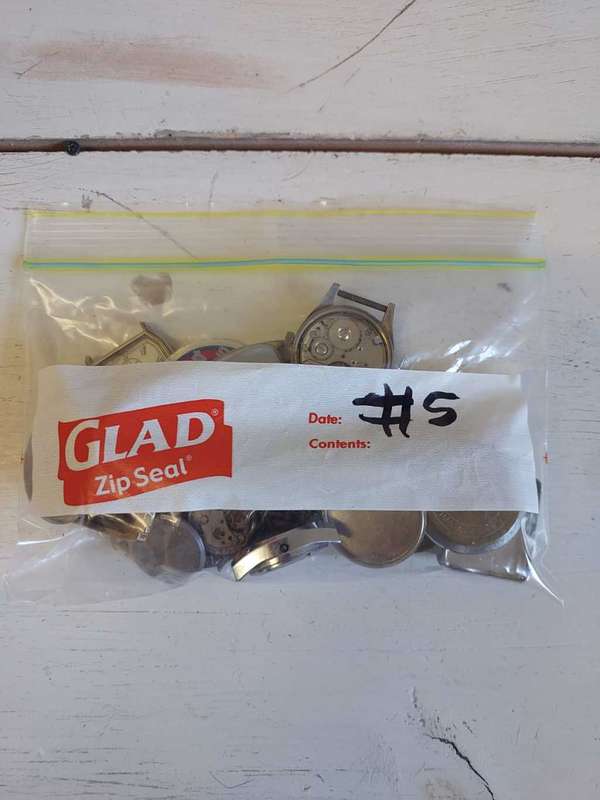 GLAD®
Zip Seal®
Date: #5
Contents: